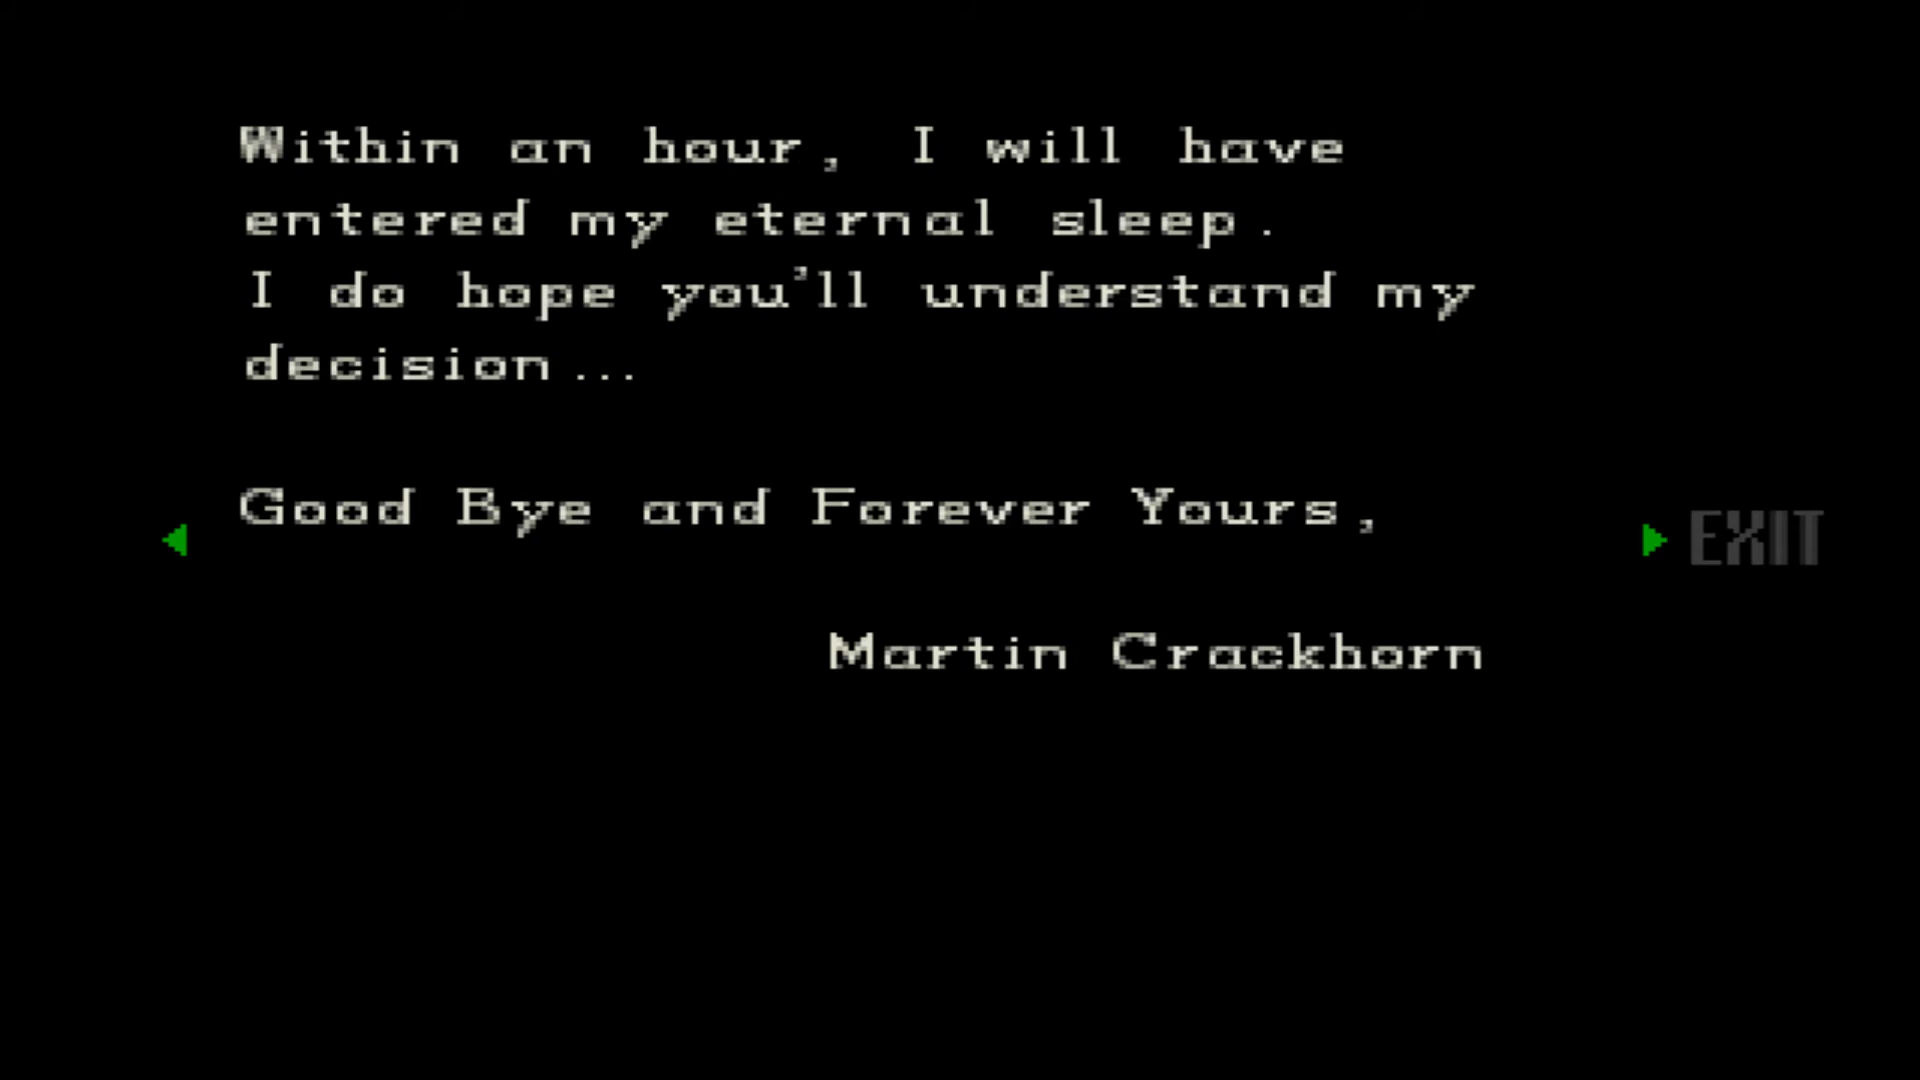 Within an hour, I will have
entered my eternal sleep.
I do hope you'll understand my
decision...
Good Bye and Forever Yours,
EXIT
Martin Crackhorn